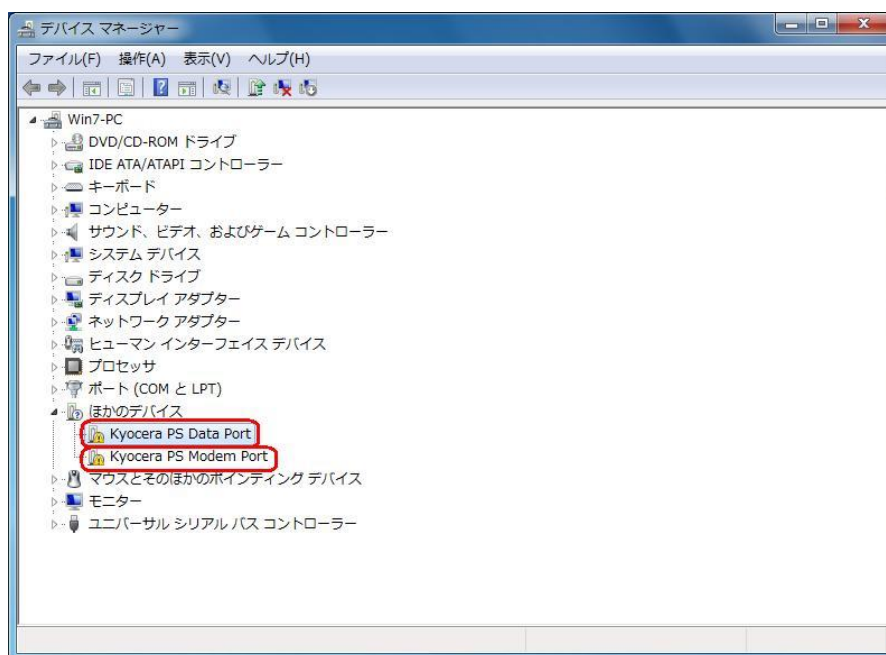 デバイス マネージャー
ファイル(F) 操作(A) 表示(V) ヘルプ(H)
Win7-PC
DVD/CD-ROM ドライブ
IDE ATA/ATAPI コントローラー
キーボード
コンピューター
サウンド、ビデオ、およびゲーム コントローラー
システム デバイス
ディスク ドライブ
ディスプレイ アダプター
ネットワーク アダプター
ヒューマン インターフェイス デバイス
プロセッサ
ポート (COM と LPT)
ほかのデバイス
Kyocera PS Data Port
Kyocera PS Modem Port
マウスとそのほかのポインティング デバイス
モニター
ユニバーサル シリアル バス コントローラー